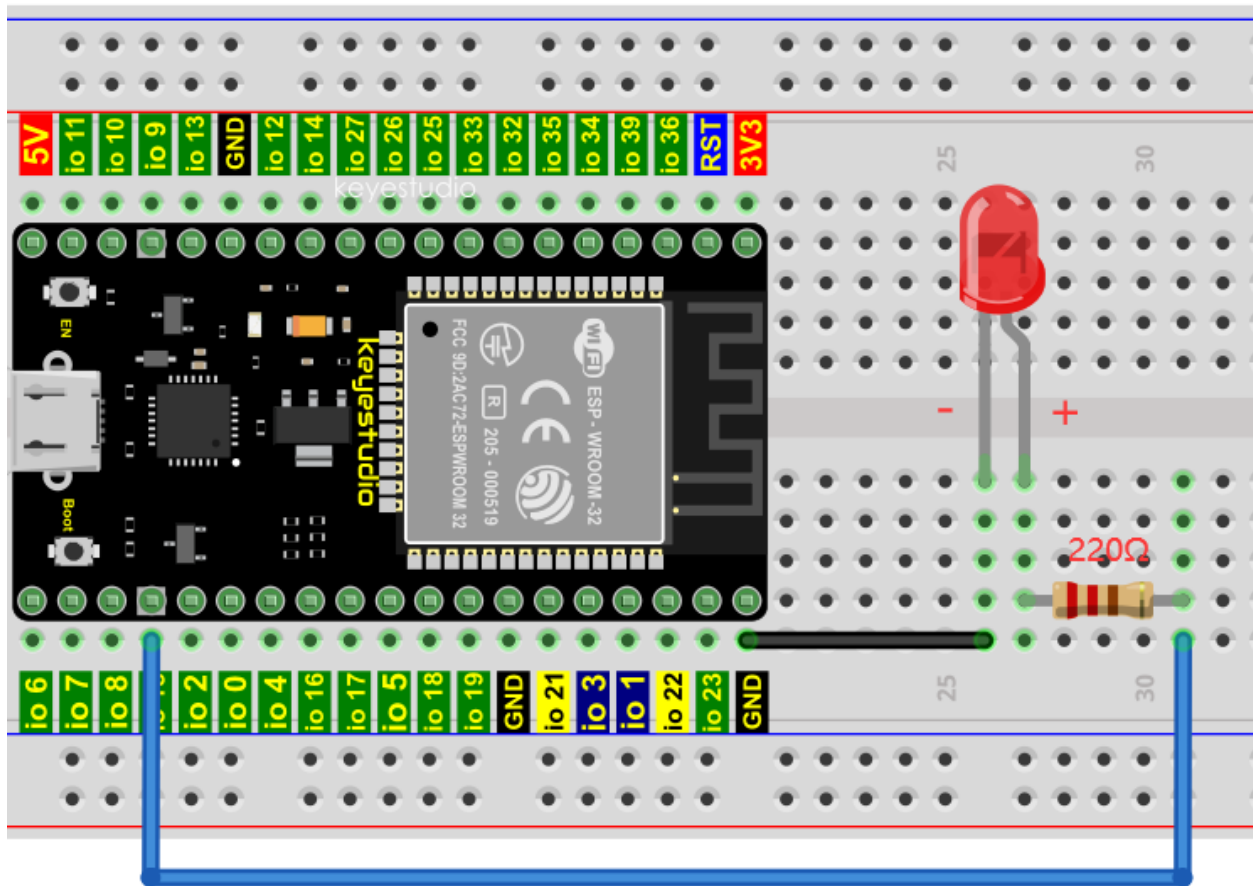 5V
io 11
io 10
io 9
io 13
GND
io 12
io 14
io 27
io 26
io 25
io 33
io 32
io 35
io 34
io 39
io 36
RST
3V3
25
30
keyestudio
EN
Boot
keyestudio
FCC 9D:2AC72-ESPWROOM 32
R
205 - 000519
CE
WiFi
ESP - WROOM -32
-
+
220Ω
io 6
io 7
io 8
io 2
io 0
io 4
io 16
io 17
io 5
io 18
io 19
GND
io 21
io 3
io 1
io 22
io 23
GND
25
30